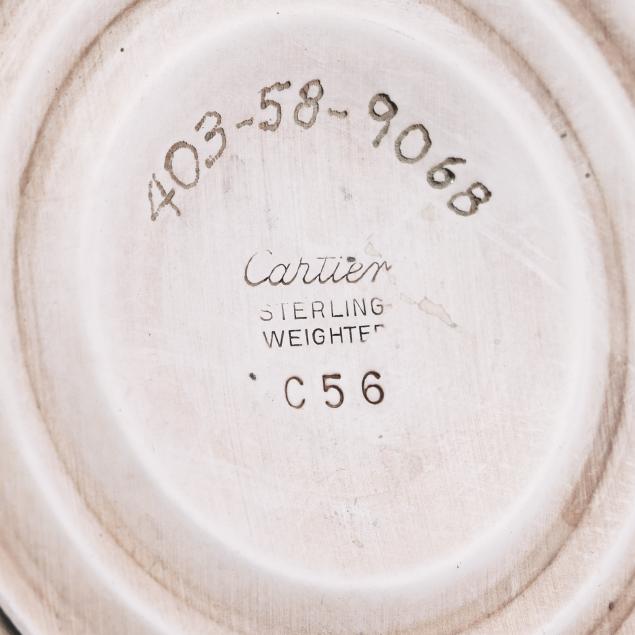 403-58-9068
Cartier
STERLING
WEIGHTED
C56